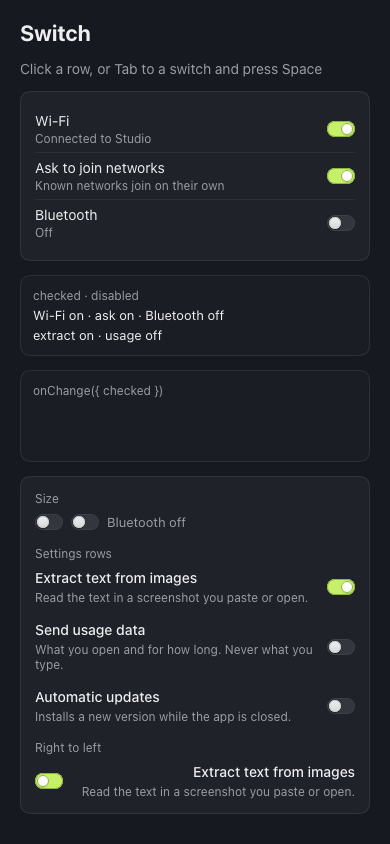 Switch
Click a row, or Tab to a switch and press Space
Wi-Fi
Connected to Studio
Ask to join networks
Known networks join on their own
Bluetooth
Off
checked · disabled
Wi-Fi on · ask on · Bluetooth off
extract on · usage off
onChange({ checked })
Size
Bluetooth off
Settings rows
Extract text from images
Read the text in a screenshot you paste or open.
Send usage data
What you open and for how long. Never what you
type.
Automatic updates
Installs a new version while the app is closed.
Right to left
Extract text from images
Read the text in a screenshot you paste or open.